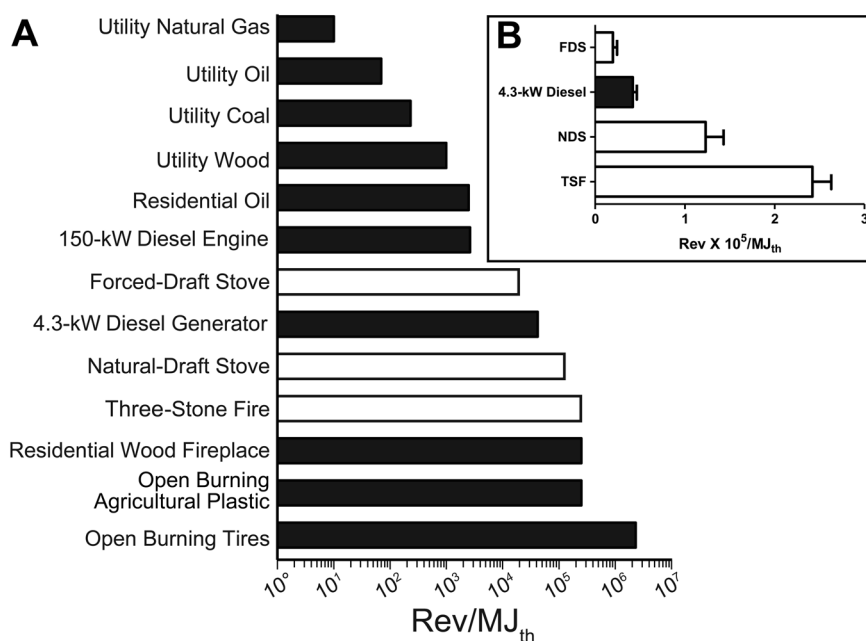 A
Utility Natural Gas
Utility Oil
Utility Coal
Utility Wood
Residential Oil
150-kW Diesel Engine
Forced-Draft Stove
4.3-kW Diesel Generator
Natural-Draft Stove
Three-Stone Fire
Residential Wood Fireplace
Open Burning
Agricultural Plastic
Open Burning Tires
10⁰ 10¹ 10² 10³ 10⁴ 10⁵ 10⁶ 10⁷
Rev/MJth
B
FDS
4.3-kW Diesel
NDS
TSF
0 1 2 3
Rev X 10⁵/MJth